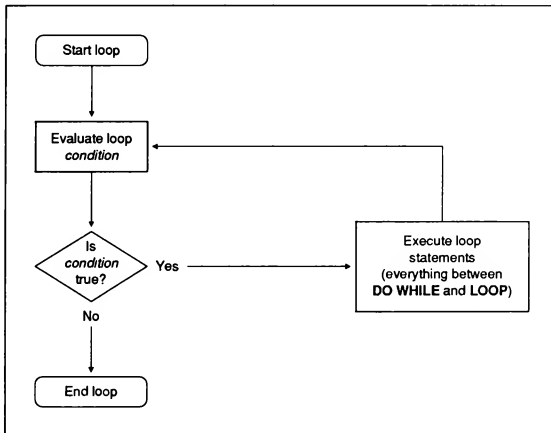 Start loop
Evaluate loop
condition
Is
condition
true?
Yes
Execute loop
statements
(everything between
DO WHILE and LOOP)
No
End loop